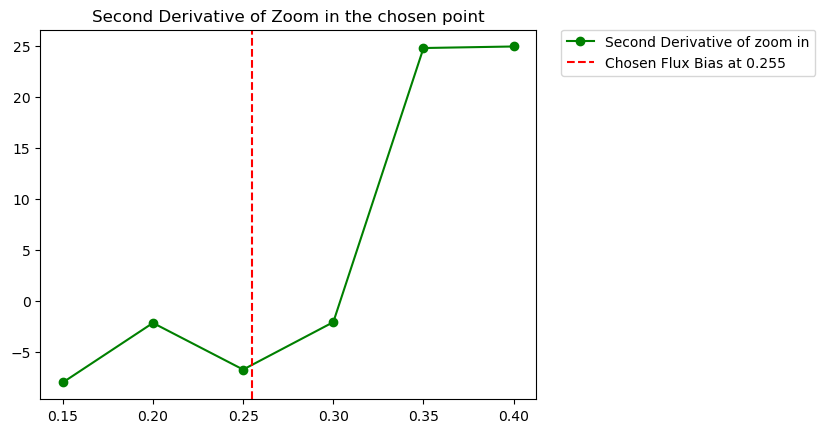 Second Derivative of Zoom in the chosen point
Second Derivative of zoom in
Chosen Flux Bias at 0.255
25
20
15
10
5
0
−5
0.15 0.20 0.25 0.30 0.35 0.40